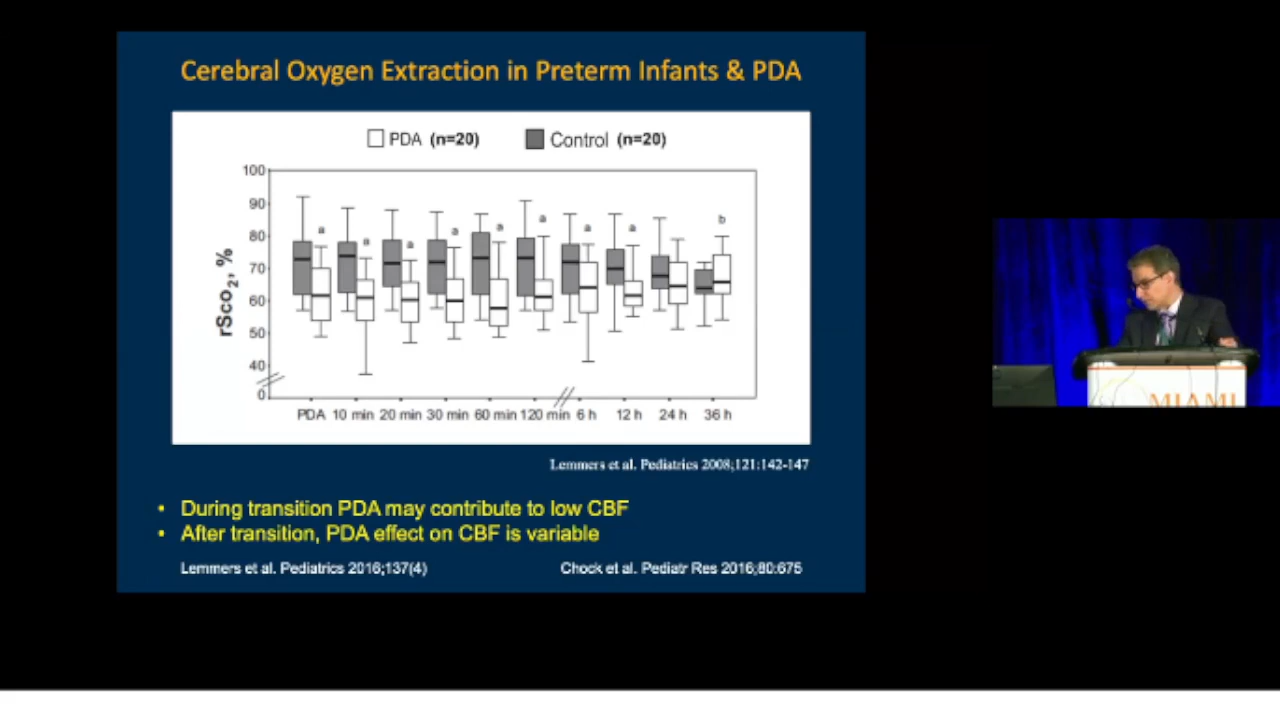 Cerebral Oxygen Extraction in Preterm Infants & PDA
PDA (n=20) Control (n=20)
100
90
80
70
60
50
40
0
rSco2, %
a a a a a a a a b
PDA 10 min 20 min 30 min 60 min 120 min 6 h 12 h 24 h 36 h
Lemmers et al. Pediatrics 2008;121:142-147
• During transition PDA may contribute to low CBF
• After transition, PDA effect on CBF is variable
Lemmers et al. Pediatrics 2016;137(4) Chock et al. Pediatr Res 2016;80:675
MIAMI